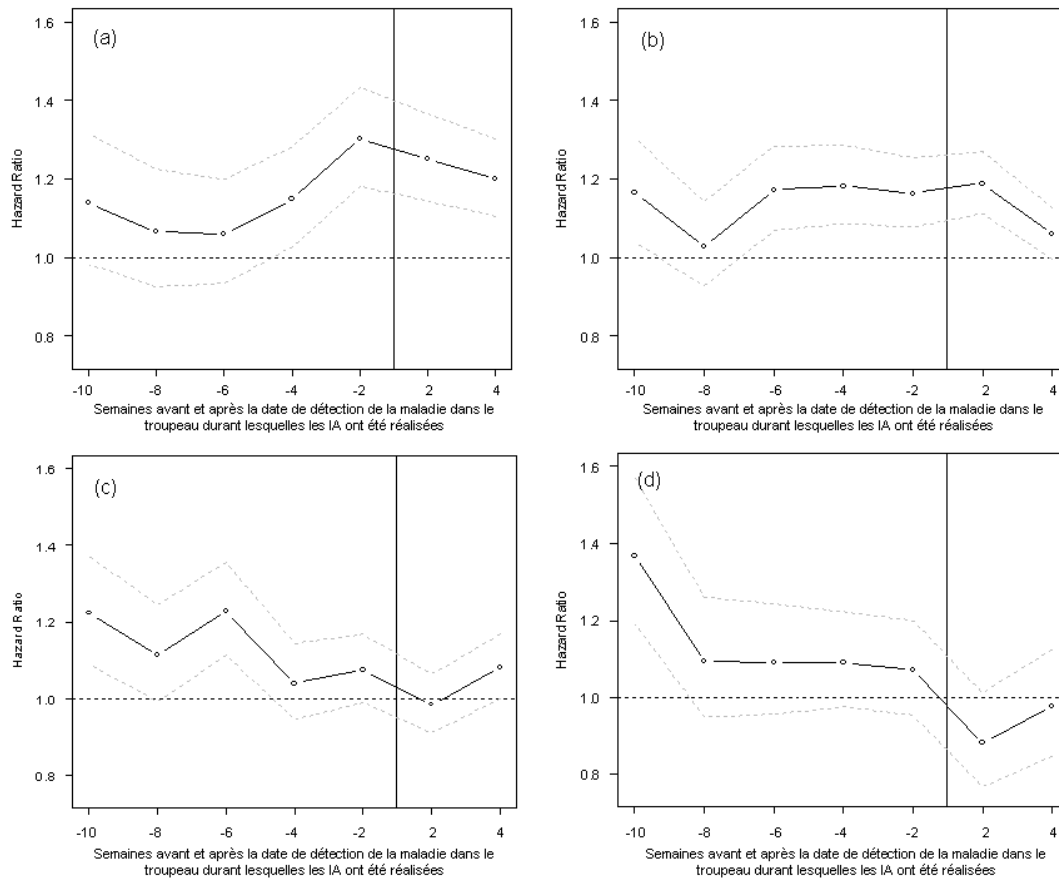 (a)
Hazard Ratio
1.6
1.4
1.2
1.0
0.8
-10 -8 -6 -4 -2 2 4
Semaines avant et après la date de détection de la maladie dans le
troupeau durant lesquelles les IA ont été réalisées
(b)
Hazard Ratio
1.6
1.4
1.2
1.0
0.8
-10 -8 -6 -4 -2 2 4
Semaines avant et après la date de détection de la maladie dans le
troupeau durant lesquelles les IA ont été réalisées
(c)
Hazard Ratio
1.6
1.4
1.2
1.0
0.8
-10 -8 -6 -4 -2 2 4
Semaines avant et après la date de détection de la maladie dans le
troupeau durant lesquelles les IA ont été réalisées
(d)
Hazard Ratio
1.6
1.4
1.2
1.0
0.8
-10 -8 -6 -4 -2 2 4
Semaines avant et après la date de détection de la maladie dans le
troupeau durant lesquelles les IA ont été réalisées